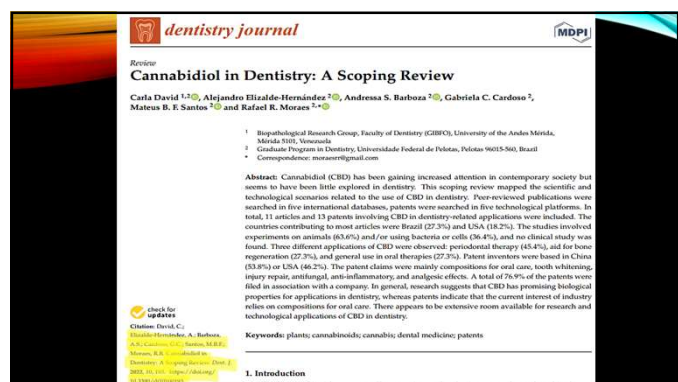 dentistry journal
MDPI
Review
Cannabidiol in Dentistry: A Scoping Review
Carla David 1,2, Alejandro Elizalde-Hernández 2, Andressa S. Barboza 2, Gabriela C. Cardoso 2,
Mateus B. F. Santos 2 and Rafael R. Moraes 2,*
1 Biopathological Research Group, Faculty of Dentistry (GIBFO), University of the Andes Mérida,
Mérida 5101, Venezuela
2 Graduate Program in Dentistry, Universidade Federal de Pelotas, Pelotas 96015-560, Brazil
* Correspondence: moraesrr@gmail.com
Abstract: Cannabidiol (CBD) has been gaining increased attention in contemporary society but
seems to have been little explored in dentistry. This scoping review mapped the scientific and
technological scenarios related to the use of CBD in dentistry. Peer-reviewed publications were
searched in five international databases, patents were searched in five technological platforms. In
total, 11 articles and 13 patents involving CBD in dentistry-related applications were included. The
countries contributing to most articles were Brazil (27.3%) and USA (18.2%). The studies involved
experiments on animals (63.6%) and/or using bacteria or cells (36.4%), and no clinical study was
found. Three different applications of CBD were observed: periodontal therapy (45.4%), aid for bone
regeneration (27.3%), and general use in oral therapies (27.3%). Patent inventors were based in China
(53.8%) or USA (46.2%). The patent claims were mainly compositions for oral care, tooth whitening,
injury repair, antifungal, anti-inflammatory, and analgesic effects. A total of 76.9% of the patents were
filed in association with a company. In general, research suggests that CBD has promising biological
properties for applications in dentistry, whereas patents indicate that the current interest of industry
relies on compositions for oral care. There appears to be extensive room available for research and
technological applications of CBD in dentistry.
Keywords: plants; cannabinoids; cannabis; dental medicine; patents
1. Introduction
check for
updates
Citation: David, C.;
Elizalde-Hernández, A.; Barboza,
A.S.; Cardoso, G.C.; Santos, M.B.F.;
Moraes, R.R. Cannabidiol in
Dentistry: A Scoping Review. Dent. J.
2022, 10, https://doi.org/